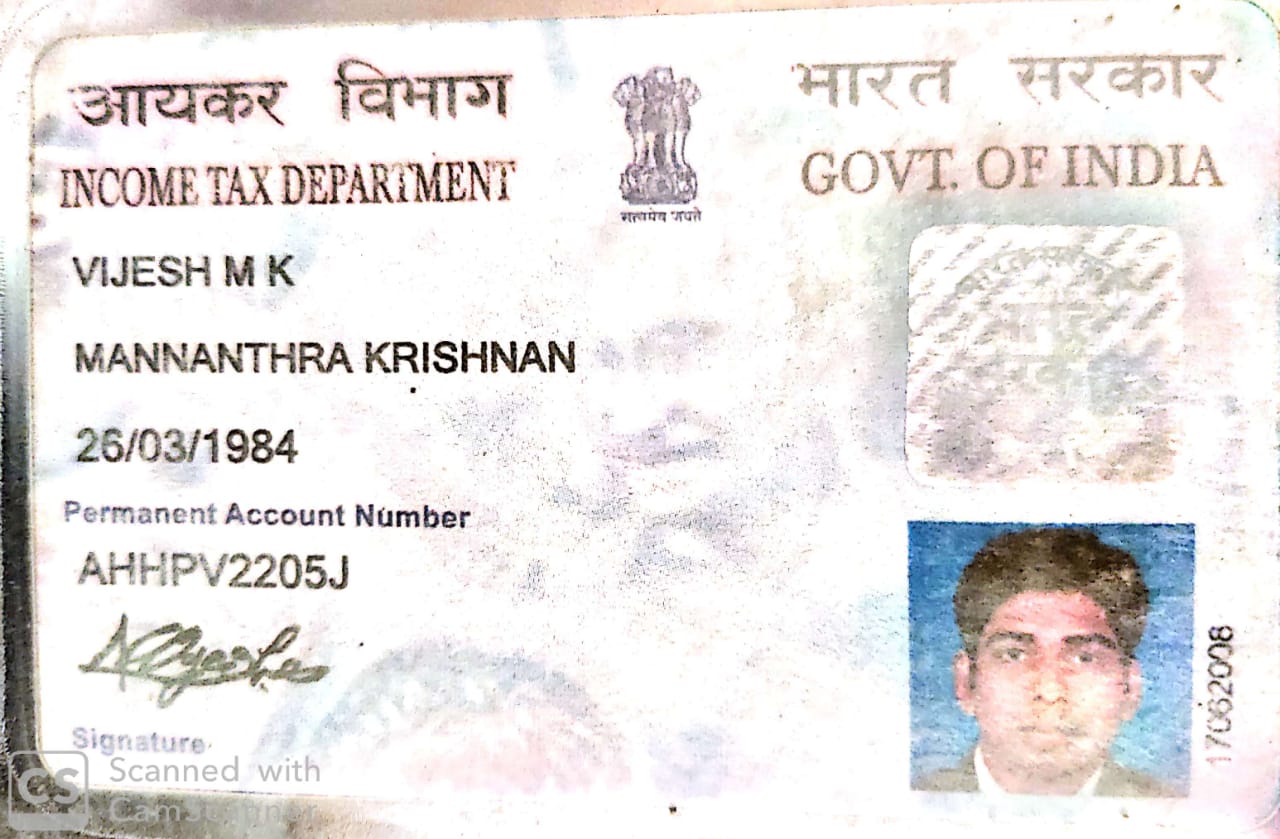 आयकर विभाग
INCOME TAX DEPARTMENT
सत्यमेव जयते
भारत सरकार
GOVT. OF INDIA
VIJESH M K
MANNANTHRA KRISHNAN
26/03/1984
Permanent Account Number
AHHPV2205J
Signature
17062008
CS Scanned with
CamScanner